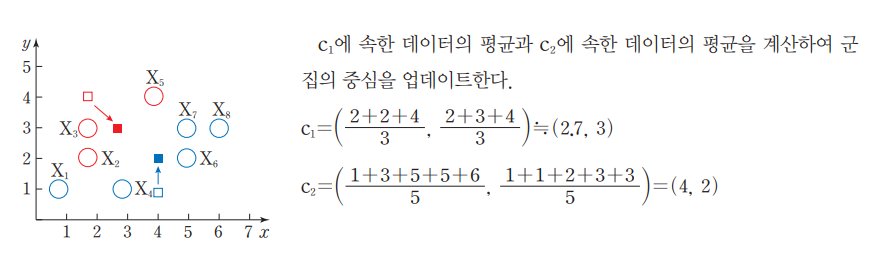 c₁에 속한 데이터의 평균과 c₂에 속한 데이터의 평균을 계산하여 군
집의 중심을 업데이트한다.
c₁=(2+2+4/3, 2+3+4/3)≒(2.7, 3)
c₂=(1+3+5+5+6/5, 1+1+2+3+3/5)=(4, 2)
y
5
4
3
2
1
X₅
X₇ X₈
X₃
X₂ X₆
X₁
X₄
1 2 3 4 5 6 7 x